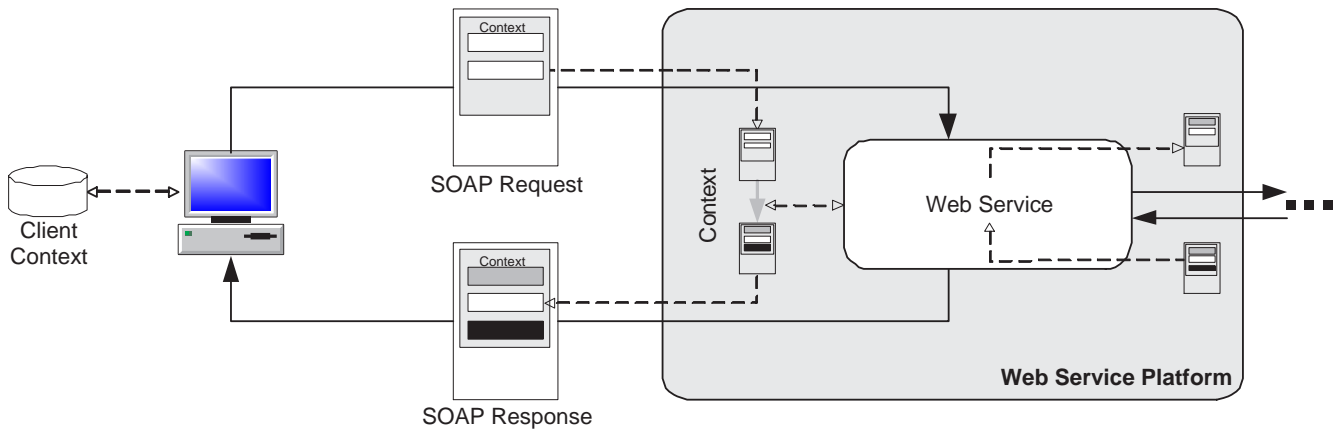 Context
SOAP Request
Client
Context
Context
Web Service
Context
SOAP Response
Web Service Platform